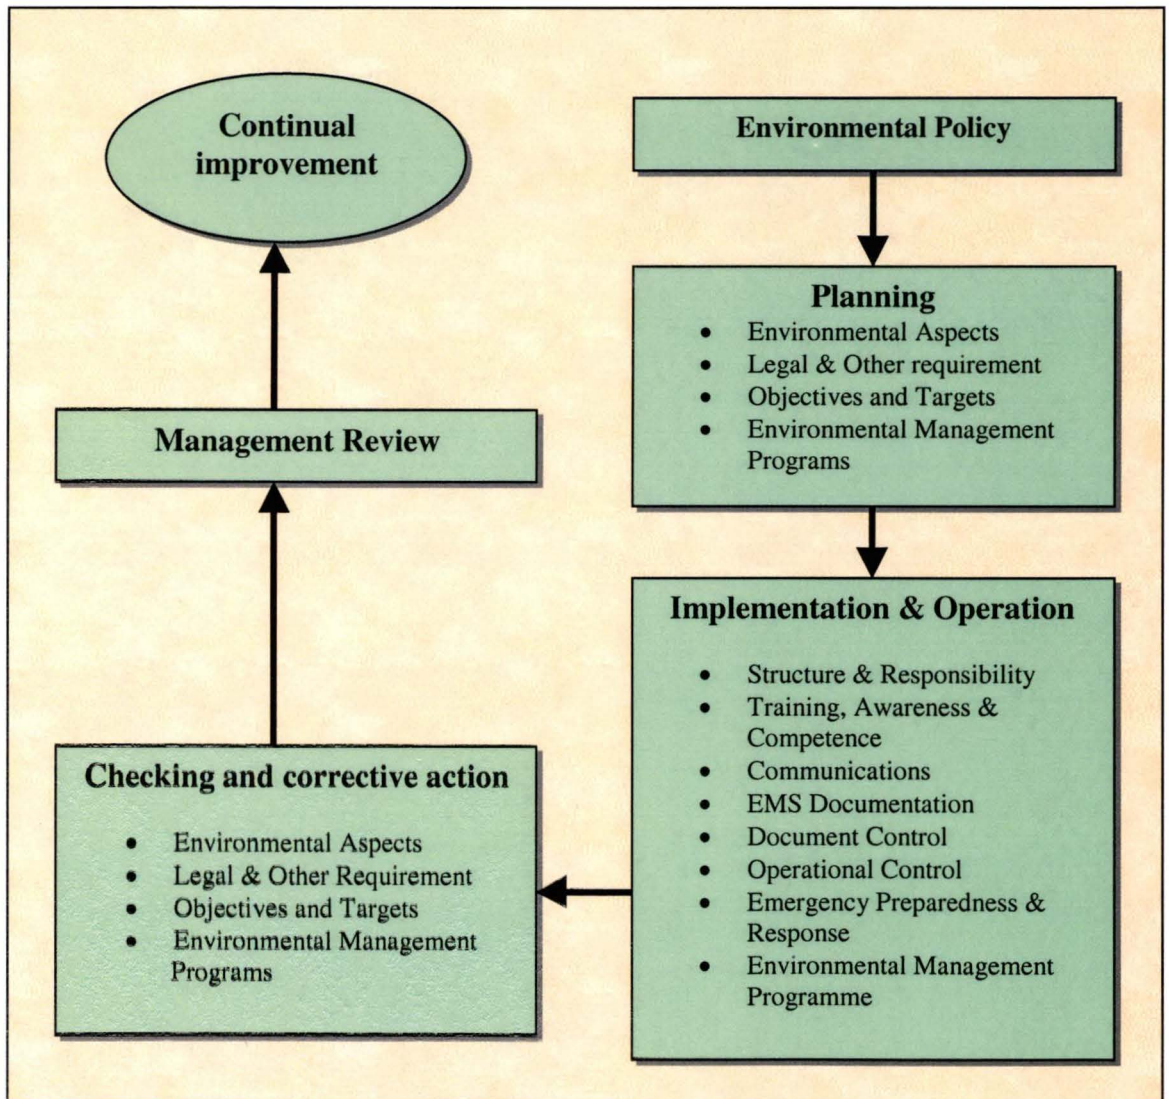 Continual
improvement
Environmental Policy
Planning
• Environmental Aspects
• Legal & Other requirement
• Objectives and Targets
• Environmental Management
Programs
Management Review
Implementation & Operation
• Structure & Responsibility
• Training, Awareness &
Competence
• Communications
• EMS Documentation
• Document Control
• Operational Control
• Emergency Preparedness &
Response
• Environmental Management
Programme
Checking and corrective action
• Environmental Aspects
• Legal & Other Requirement
• Objectives and Targets
• Environmental Management
Programs